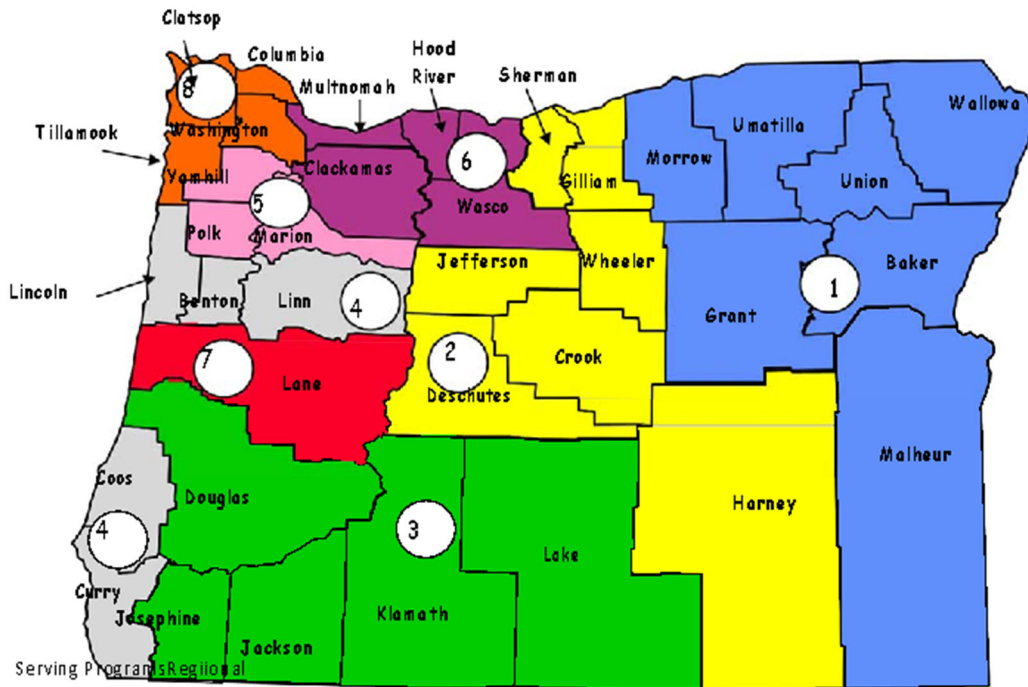 Clatsop
Columbia
Hood
River
Sherman
Multnomah
Tillamook
8
Washington
Wallowa
Umatilla
Morrow
6
Clackamas
Gilliam
Union
Yamhill
5
Wasco
Polk
Marion
Jefferson
Wheeler
Baker
Lincoln
Benton
Linn
4
1
Grant
7
2
Crook
Lane
Deschutes
Malheur
Coos
Douglas
Harney
4
3
Lake
Curry
Josephine
Klamath
Jackson
Serving ProgramsRegiional